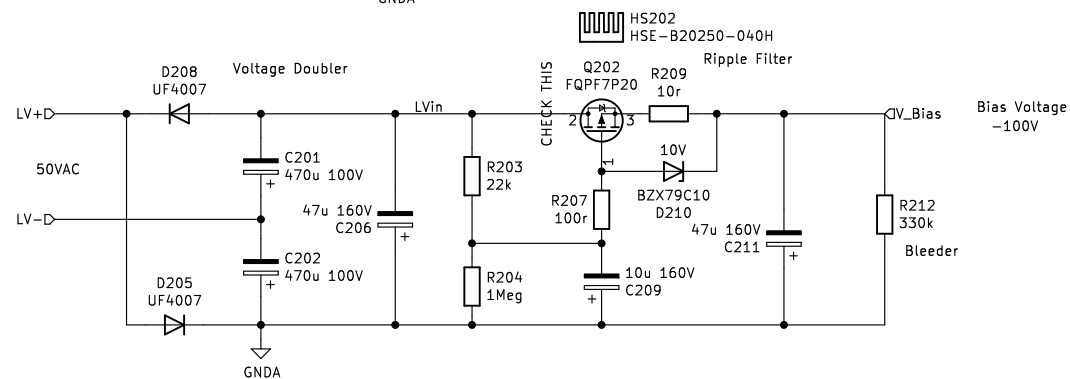 GNDA
HS202
HSE-B20250-040H
Ripple Filter
D208
UF4007
Voltage Doubler
CHECK THIS
Q202
FQPF7P20
R209
10r
LV+
LVin
2
3
V_Bias
Bias Voltage
-100V
1
10V
BZX79C10
D210
50VAC
C201
470u 100V
+
R203
22k
R207
100r
47u 160V
C206
+
LV-
R212
330k
47u 160V
C211
+
Bleeder
C202
470u 100V
+
R204
1Meg
10u 160V
C209
+
D205
UF4007
GNDA